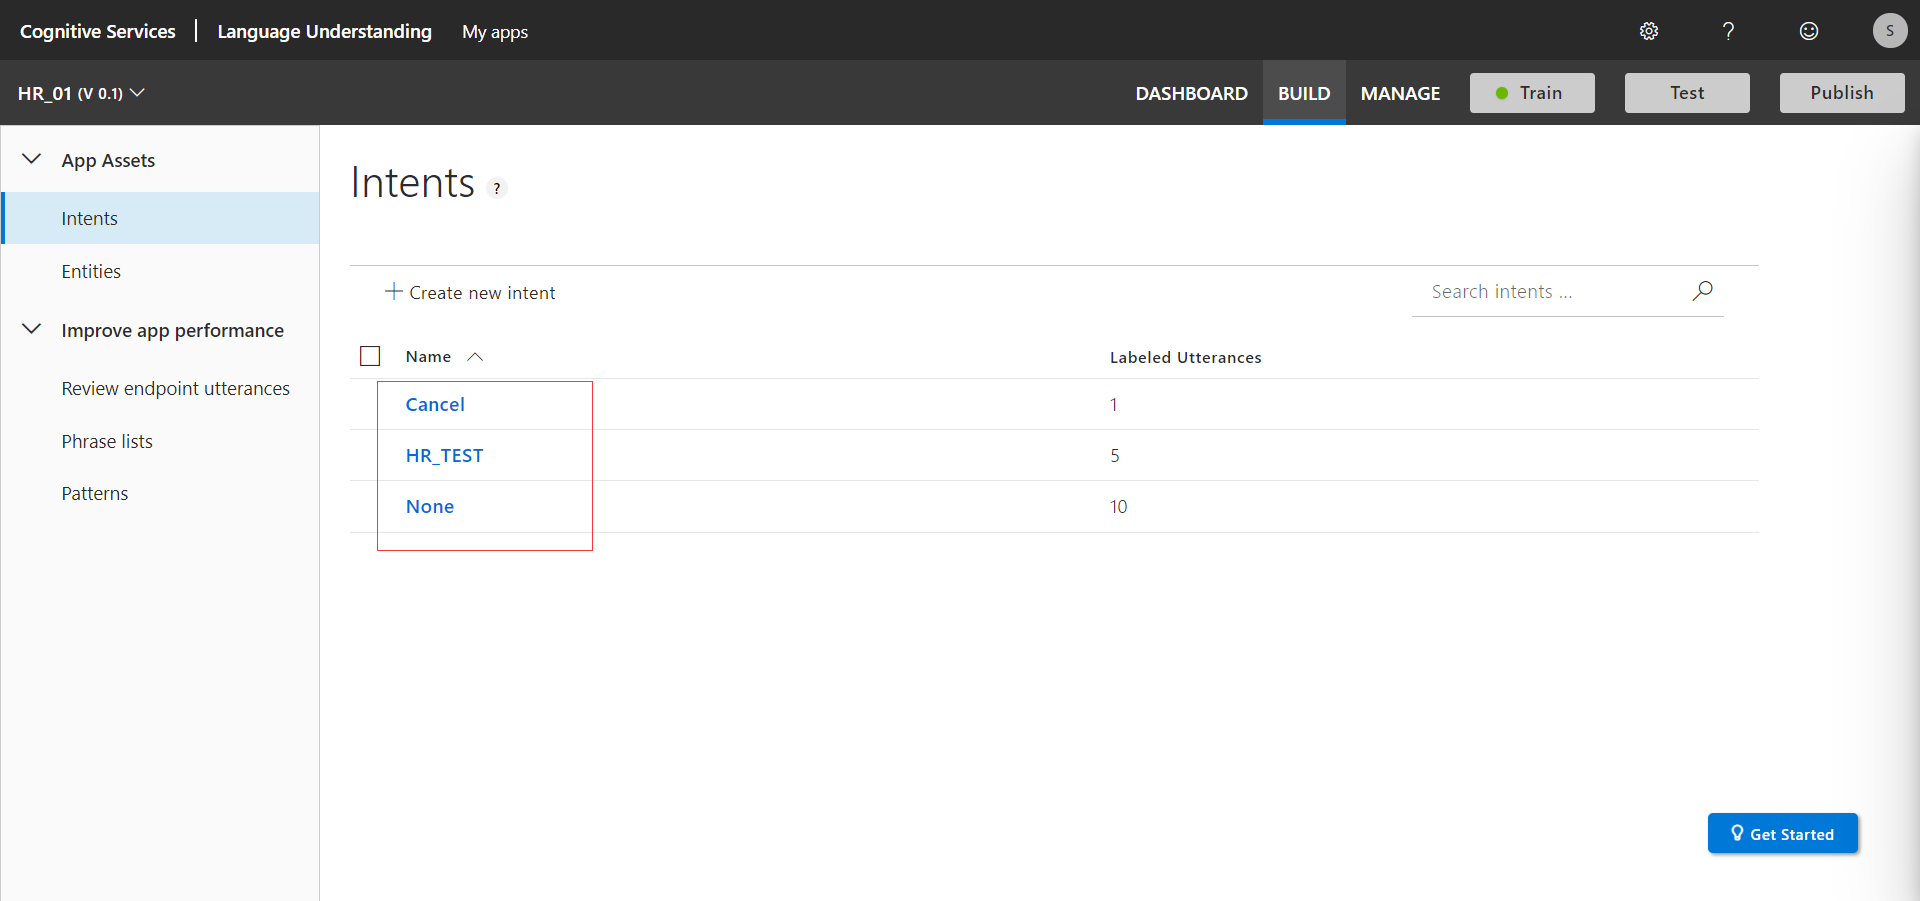 Cognitive Services | Language Understanding My apps ? S
HR_01 (V 0.1) DASHBOARD BUILD MANAGE Train Test Publish
App Assets
Intents
Entities
Improve app performance
Review endpoint utterances
Phrase lists
Patterns
Intents ?
Create new intent Search intents ...
Name Labeled Utterances
Cancel 1
HR_TEST 5
None 10
Get Started